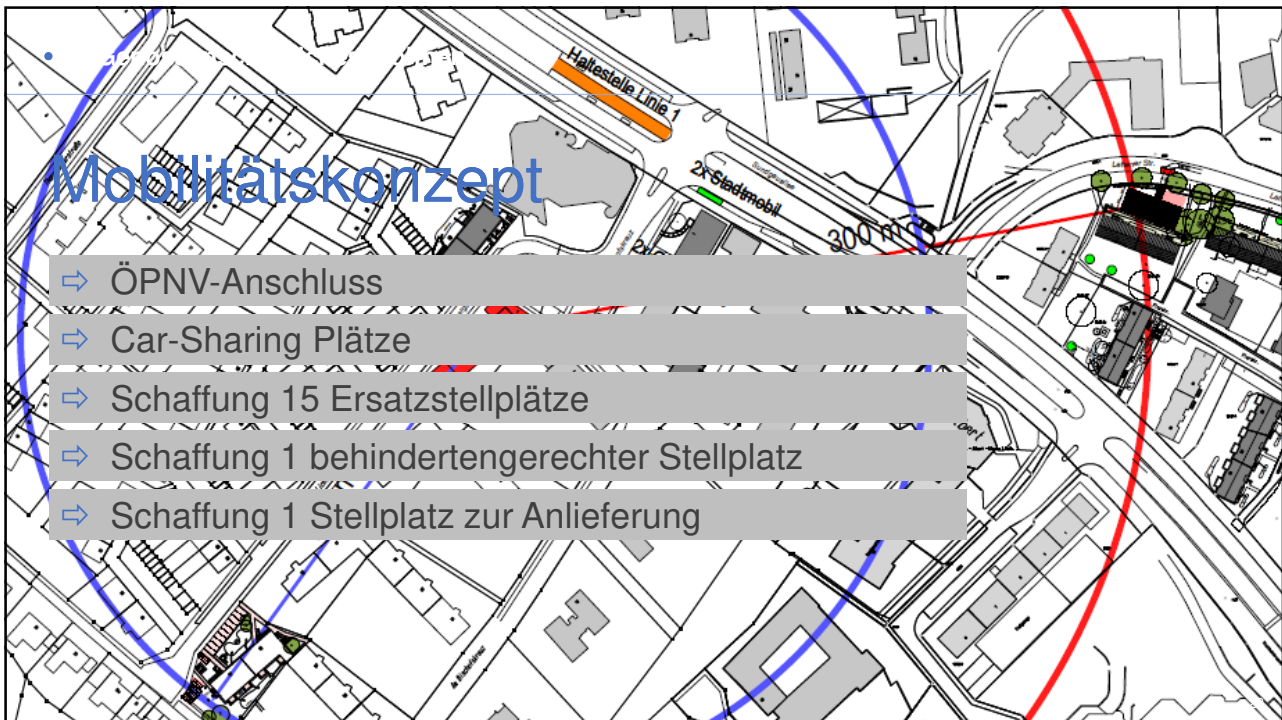 Haltestelle Linie 1
Mobilitätskonzept
2x Stadtmobil
300 m
⇨ ÖPNV-Anschluss
⇨ Car-Sharing Plätze
⇨ Schaffung 15 Ersatzstellplätze
⇨ Schaffung 1 behindertengerechter Stellplatz
⇨ Schaffung 1 Stellplatz zur Anlieferung